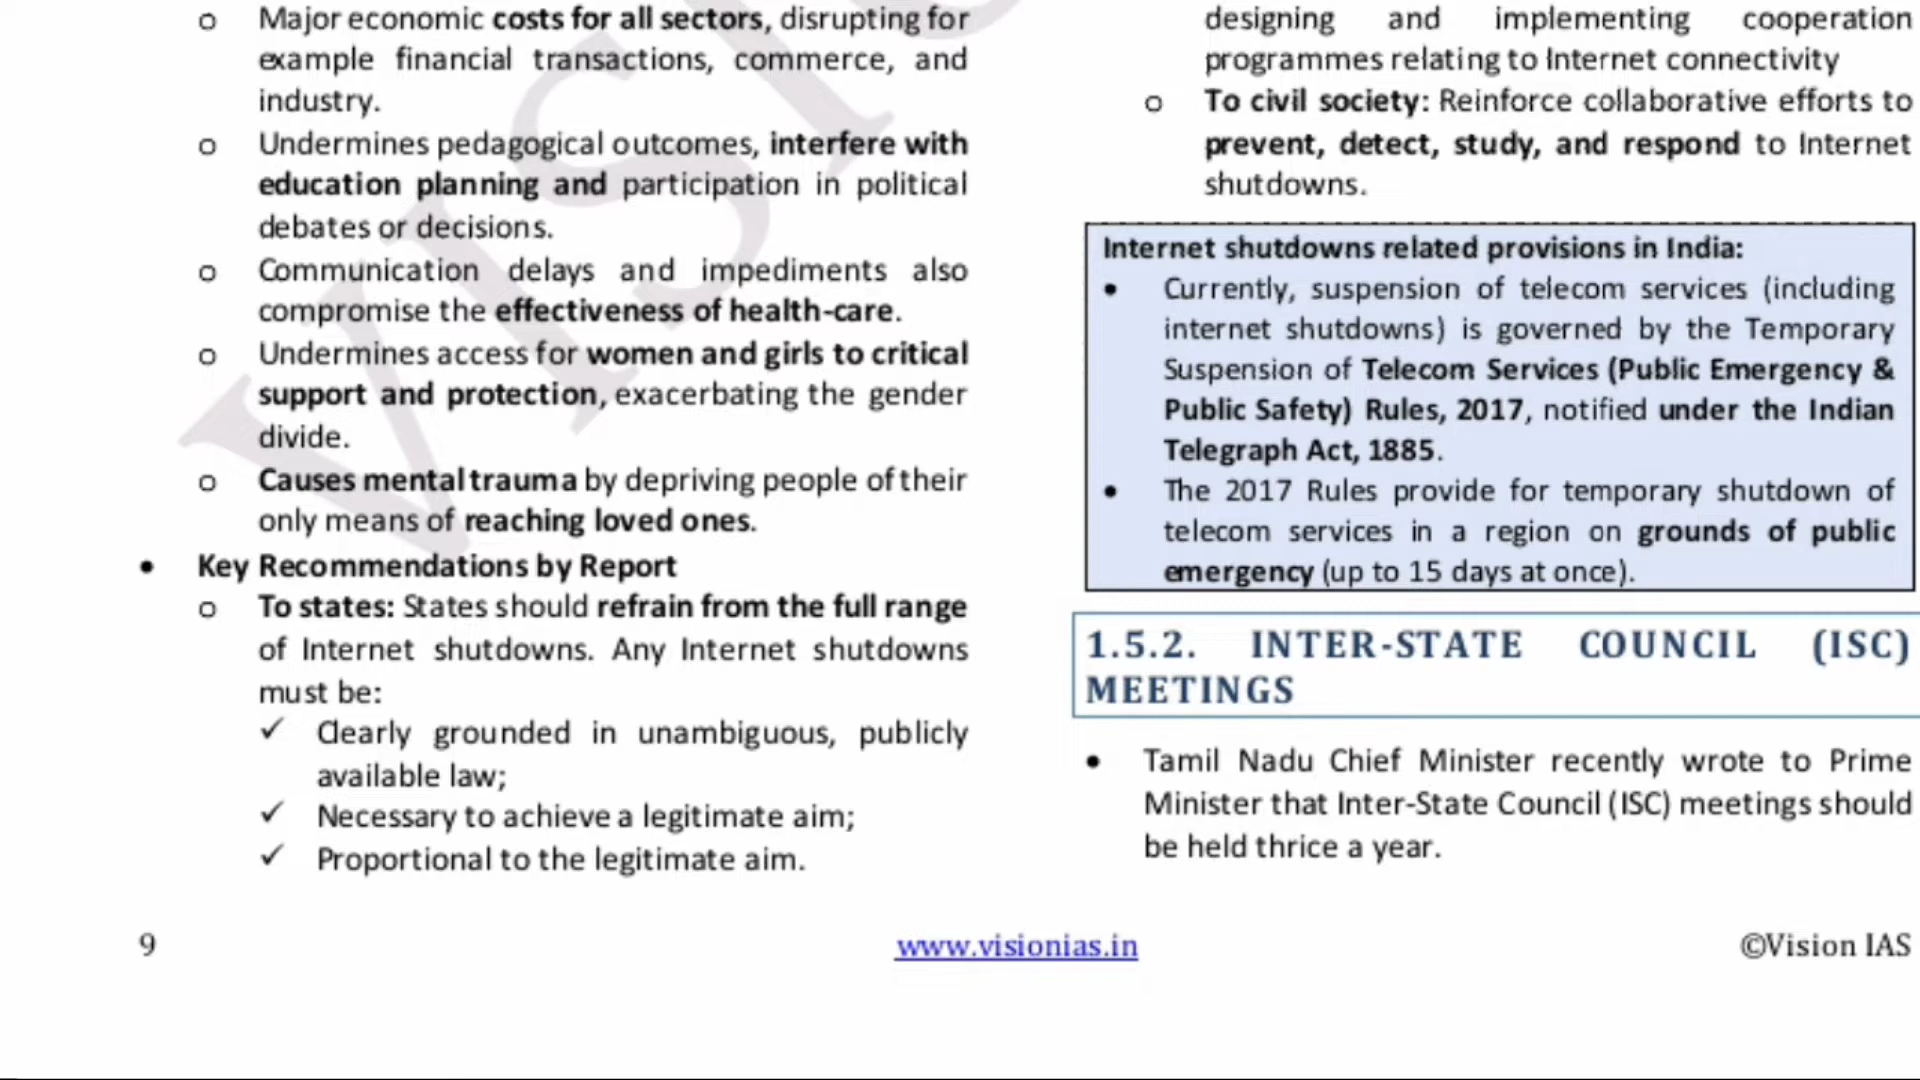 o Major economic costs for all sectors, disrupting for
example financial transactions, commerce, and
industry.
o Undermines pedagogical outcomes, interfere with
education planning and participation in political
debates or decisions.
o Communication delays and impediments also
compromise the effectiveness of health-care.
o Undermines access for women and girls to critical
support and protection, exacerbating the gender
divide.
o Causes mental trauma by depriving people of their
only means of reaching loved ones.
• Key Recommendations by Report
o To states: States should refrain from the full range
of Internet shutdowns. Any Internet shutdowns
must be:
✓ Clearly grounded in unambiguous, publicly
available law;
✓ Necessary to achieve a legitimate aim;
✓ Proportional to the legitimate aim.
designing and implementing cooperation
programmes relating to Internet connectivity
o To civil society: Reinforce collaborative efforts to
prevent, detect, study, and respond to Internet
shutdowns.
Internet shutdowns related provisions in India:
• Currently, suspension of telecom services (including
internet shutdowns) is governed by the Temporary
Suspension of Telecom Services (Public Emergency &
Public Safety) Rules, 2017, notified under the Indian
Telegraph Act, 1885.
• The 2017 Rules provide for temporary shutdown of
telecom services in a region on grounds of public
emergency (up to 15 days at once).
1.5.2. INTER-STATE COUNCIL (ISC)
MEETINGS
• Tamil Nadu Chief Minister recently wrote to Prime
Minister that Inter-State Council (ISC) meetings should
be held thrice a year.
9 www.visionias.in ©Vision IAS